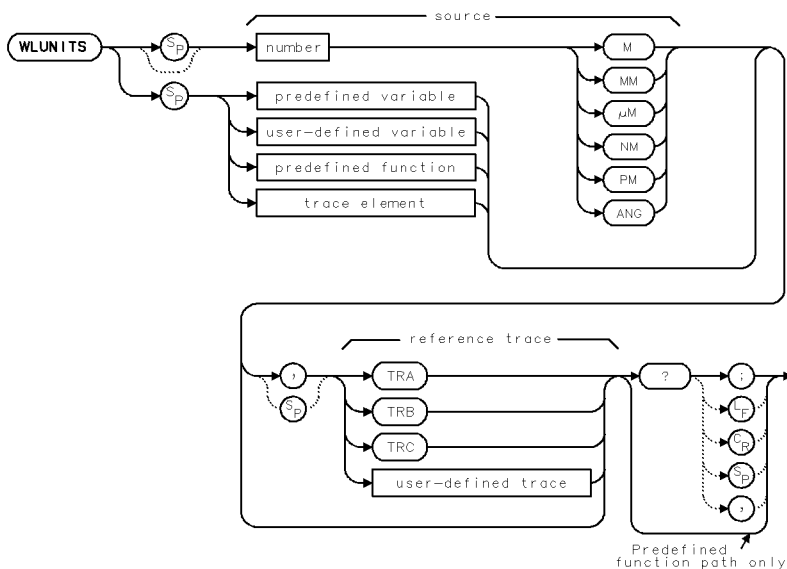 source
WLUNITS
SP
number
M
MM
µM
NM
PM
ANG
SP
predefined variable
user-defined variable
predefined function
trace element
reference trace
,
SP
TRA
TRB
TRC
user-defined trace
?
;
LF
CR
SP
,
Predefined
function path only